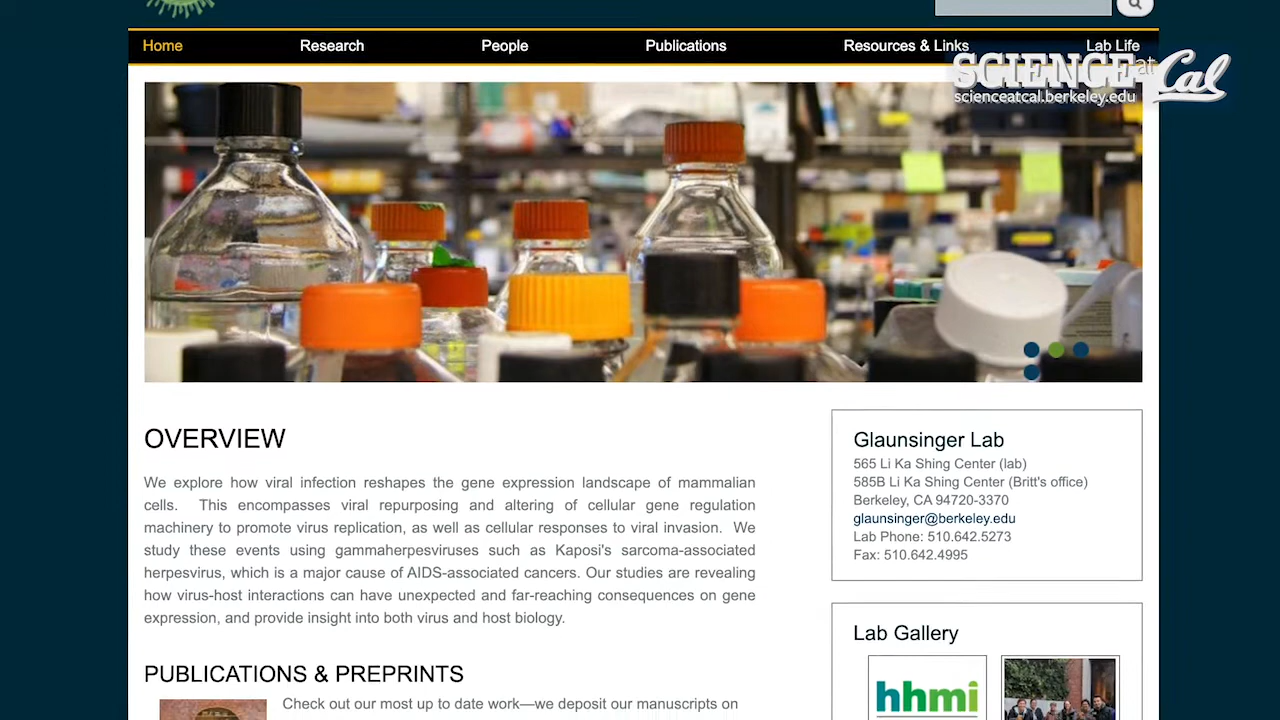 Home Research People Publications Resources & Links Lab Life
SCIENCE at Cal
scienceatcal.berkeley.edu
OVERVIEW
We explore how viral infection reshapes the gene expression landscape of mammalian
cells. This encompasses viral repurposing and altering of cellular gene regulation
machinery to promote virus replication, as well as cellular responses to viral invasion. We
study these events using gammaherpesviruses such as Kaposi's sarcoma-associated
herpesvirus, which is a major cause of AIDS-associated cancers. Our studies are revealing
how virus-host interactions can have unexpected and far-reaching consequences on gene
expression, and provide insight into both virus and host biology.
PUBLICATIONS & PREPRINTS
Check out our most up to date work—we deposit our manuscripts on
Glaunsinger Lab
565 Li Ka Shing Center (lab)
585B Li Ka Shing Center (Britt's office)
Berkeley, CA 94720-3370
glaunsinger@berkeley.edu
Lab Phone: 510.642.5273
Fax: 510.642.4995
Lab Gallery
hhmi